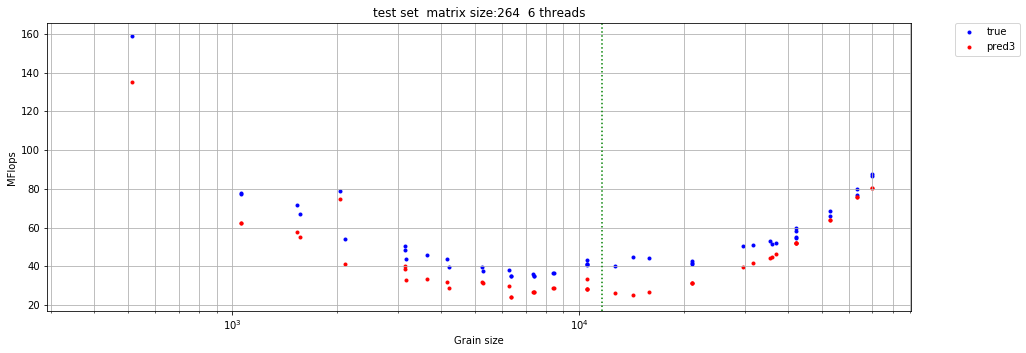 test set  matrix size:264  6 threads
true
pred3
MFlops
160
140
120
100
80
60
40
20
10³
10⁴
Grain size